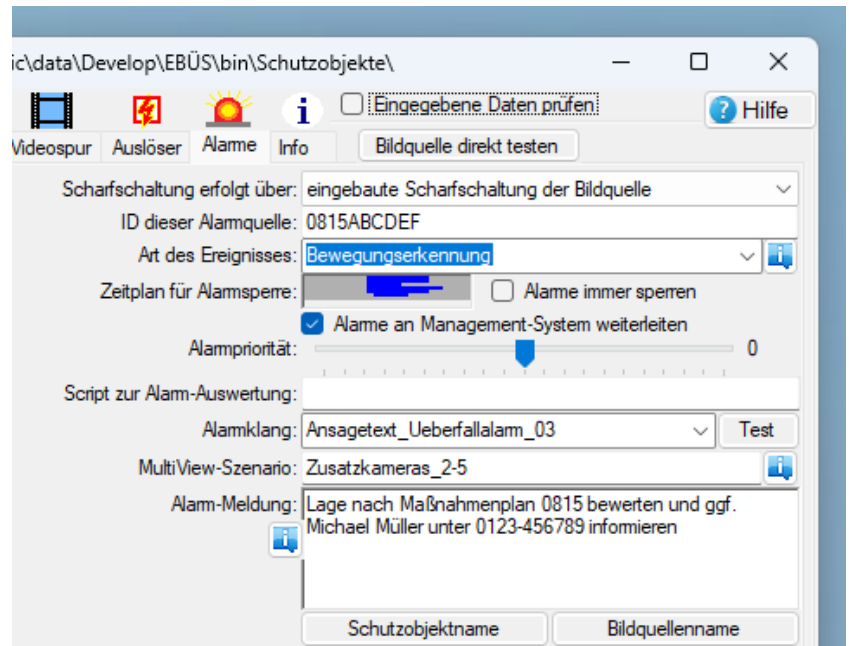 ic\data\Develop\EBÜS\bin\Schutzobjekte\
Eingegebene Daten prüfen
Hilfe
Videospur Auslöser Alarme Info Bildquelle direkt testen
Scharfschaltung erfolgt über: eingebaute Scharfschaltung der Bildquelle
ID dieser Alarmquelle: 0815ABCDEF
Art des Ereignisses: Bewegungserkennung
Zeitplan für Alarmsperre: Alarme immer sperren
Alarme an Management-System weiterleiten
Alarmpriorität: 0
Script zur Alarm-Auswertung:
Alarmklang: Ansagetext_Ueberfallalarm_03 Test
MultiView-Szenario: Zusatzkameras_2-5
Alarm-Meldung: Lage nach Maßnahmenplan 0815 bewerten und ggf.
Michael Müller unter 0123-456789 informieren
Schutzobjektname Bildquellenname